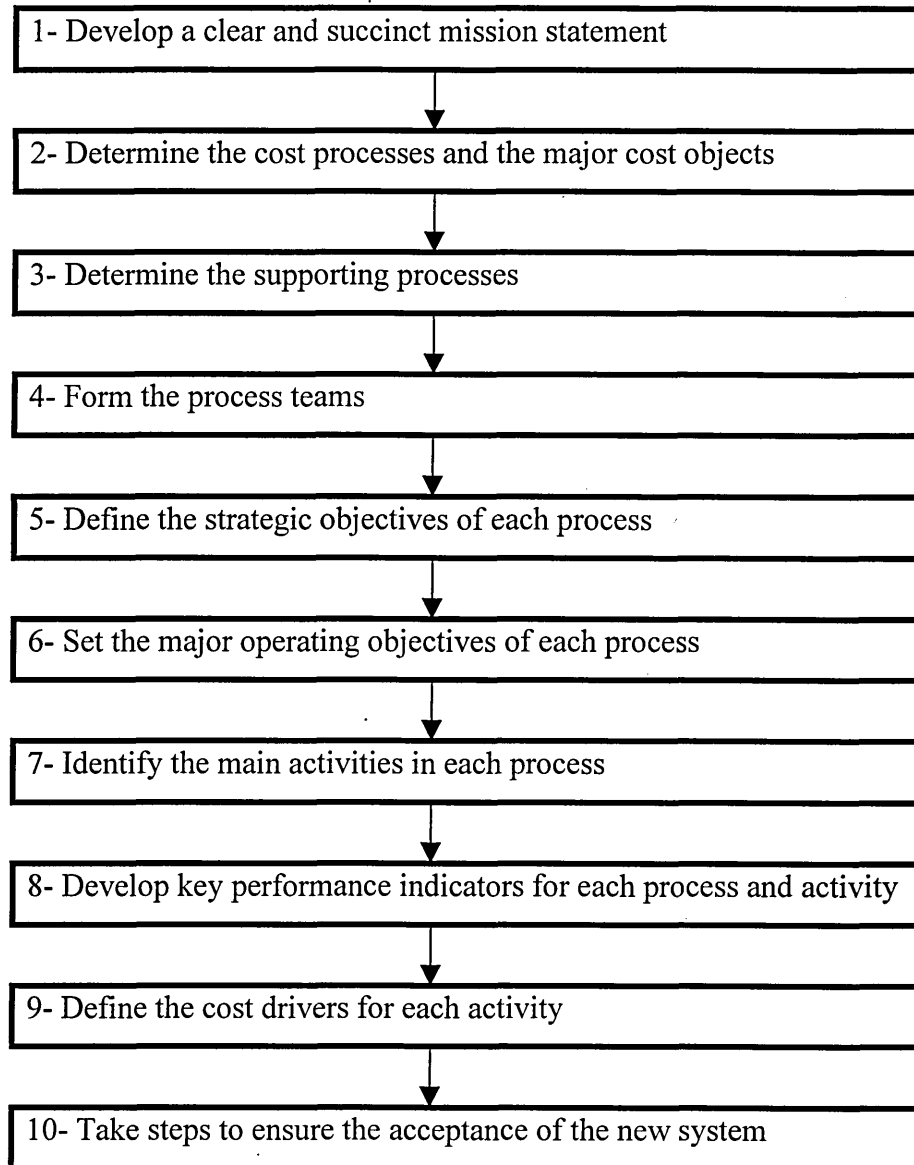 1- Develop a clear and succinct mission statement
2- Determine the cost processes and the major cost objects
3- Determine the supporting processes
4- Form the process teams
5- Define the strategic objectives of each process
6- Set the major operating objectives of each process
7- Identify the main activities in each process
8- Develop key performance indicators for each process and activity
9- Define the cost drivers for each activity
10- Take steps to ensure the acceptance of the new system